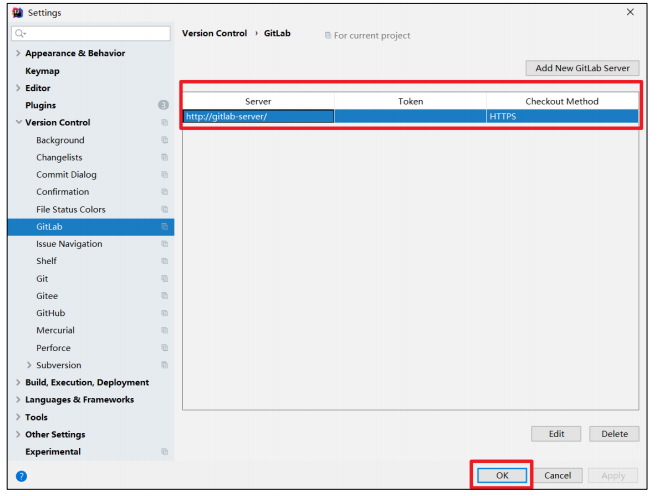 Settings
Version Control › GitLab
For current project
Appearance & Behavior
Keymap
Editor
Plugins 3
Version Control
Background
Changelists
Commit Dialog
Confirmation
File Status Colors
GitLab
Issue Navigation
Shelf
Git
Gitee
GitHub
Mercurial
Perforce
Subversion
Build, Execution, Deployment
Languages & Frameworks
Tools
Other Settings
Experimental
Add New GitLab Server
Server Token Checkout Method
http://gitlab-server/ HTTPS
Edit Delete
? OK Cancel Apply